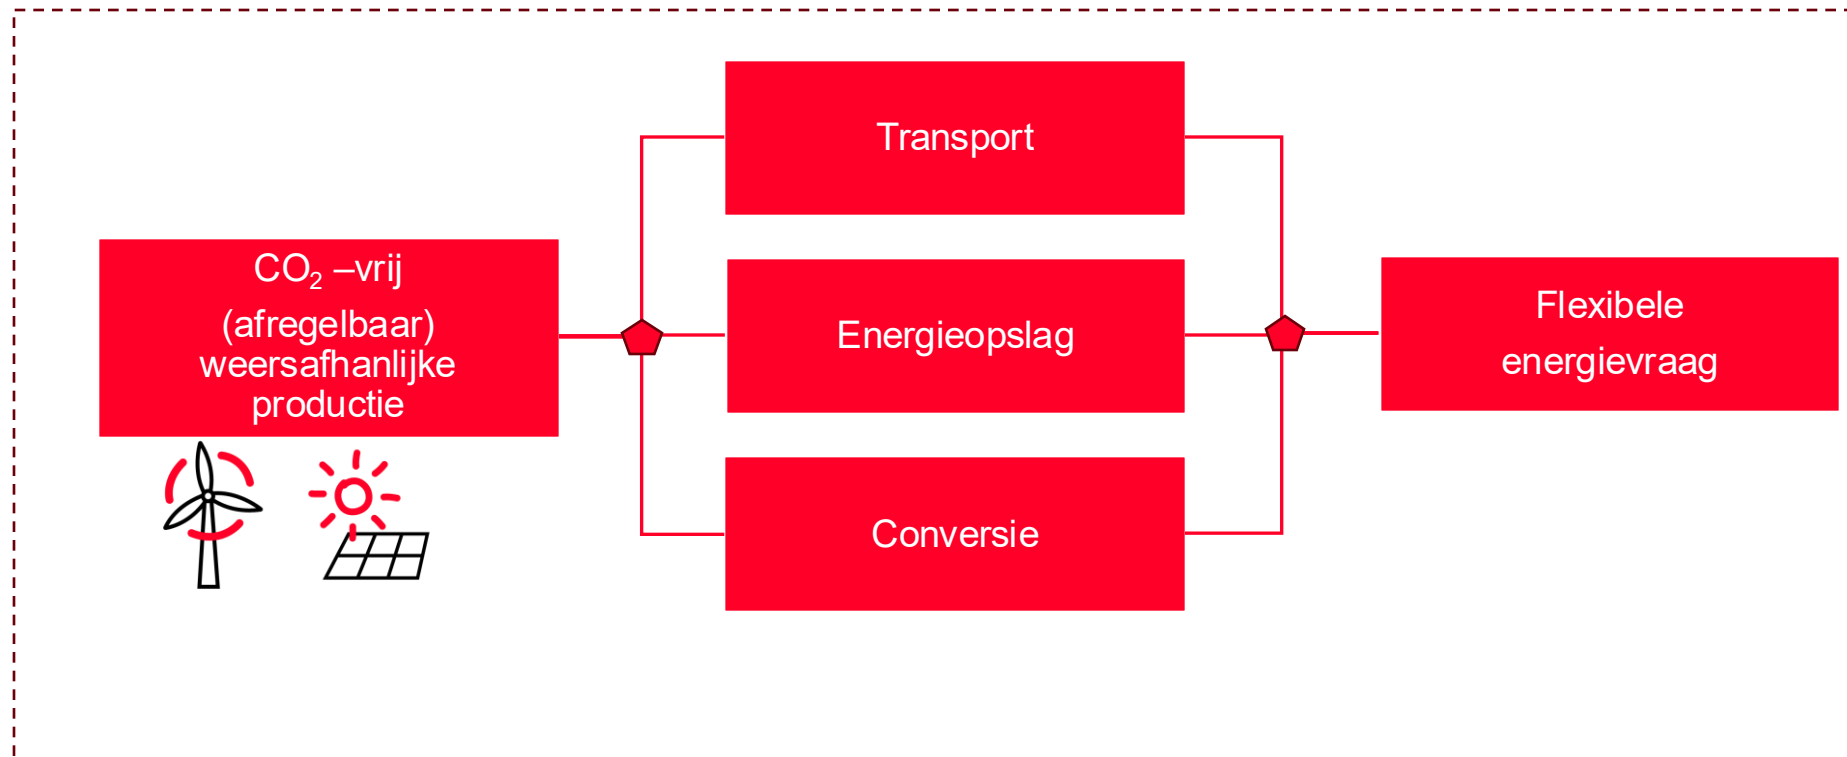 Transport
CO₂ –vrij
(afregelbaar)
weersafhanlijke
productie
Energieopslag
Flexibele
energievraag
Conversie